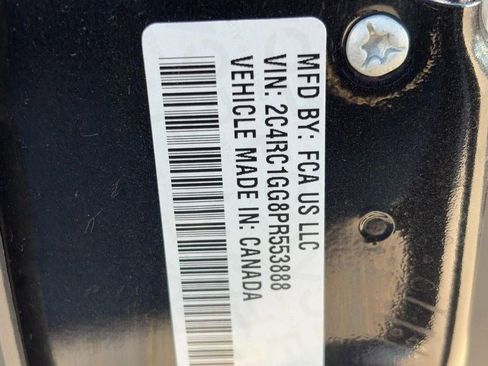 MFD BY: FCA US LLC
VIN: 2C4RC1GG8PR553888
VEHICLE MADE IN: CANADA